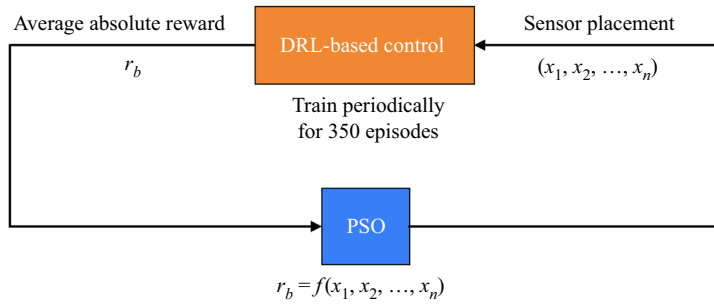 Average absolute reward
r_b
DRL-based control
Sensor placement
(x_1, x_2, …, x_n)
Train periodically
for 350 episodes
PSO
r_b = f(x_1, x_2, …, x_n)